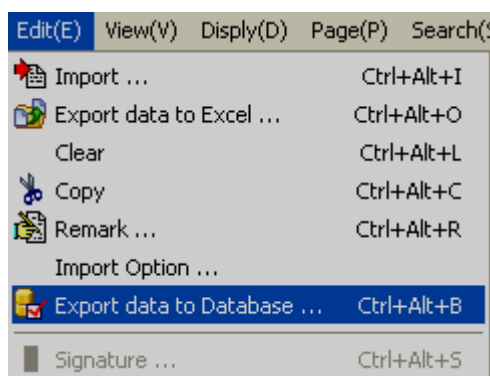 Edit(E) View(V) Disply(D) Page(P) Search(S
Import ... Ctrl+Alt+I
Export data to Excel ... Ctrl+Alt+O
Clear Ctrl+Alt+L
Copy Ctrl+Alt+C
Remark ... Ctrl+Alt+R
Import Option ...
Export data to Database ... Ctrl+Alt+B
Signature ... Ctrl+Alt+S